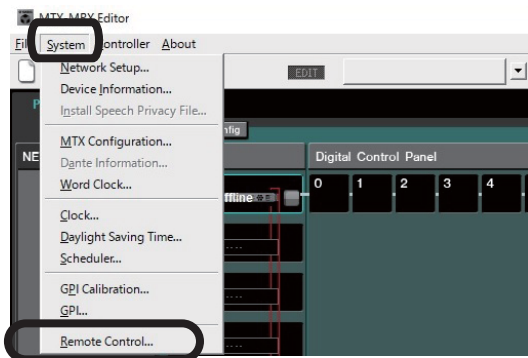 MTX-MRX Editor
System Controller About
EDIT
Network Setup...
Device Information...
Install Speech Privacy File...
MTX Configuration...
Dante Information...
Word Clock...
Clock...
Daylight Saving Time...
Scheduler...
GPI Calibration...
GPI...
Remote Control...
P
nfig
NE
Digital Control Panel
0 1 2 3 4
ffline